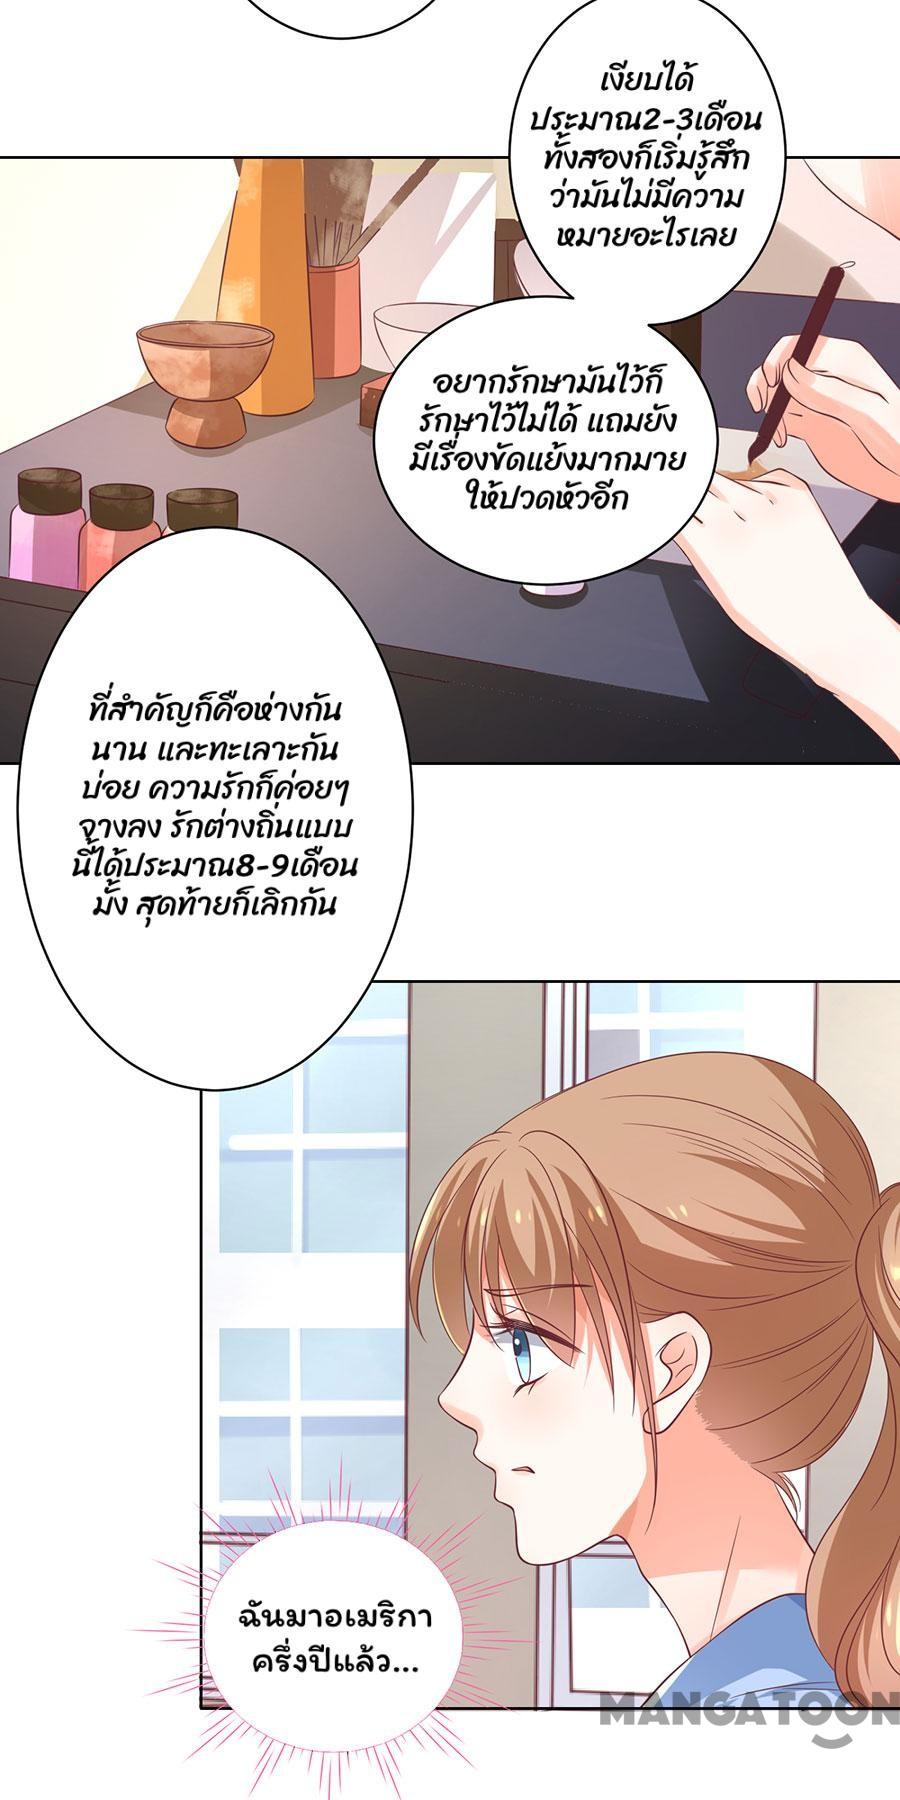 เงียบได้
ประมาณ2-3เดือน
ทั้งสองก็เริ่มรู้สึก
ว่ามันไม่มีความ
หมายอะไรเลย
อยากรักษามันไว้ก็
รักษาไว้ไม่ได้ แถมยัง
มีเรื่องขัดแย้งมากมาย
ให้ปวดหัวอีก
ที่สำคัญก็คือห่างกัน
นาน และทะเลาะกัน
บ่อย ความรักก็ค่อยๆ
จางลง รักต่างถิ่นแบบ
นี้ได้ประมาณ8-9เดือน
มั้ง สุดท้ายก็เลิกกัน
ฉันมาอเมริกา
ครึ่งปีแล้ว...
MANGATOON